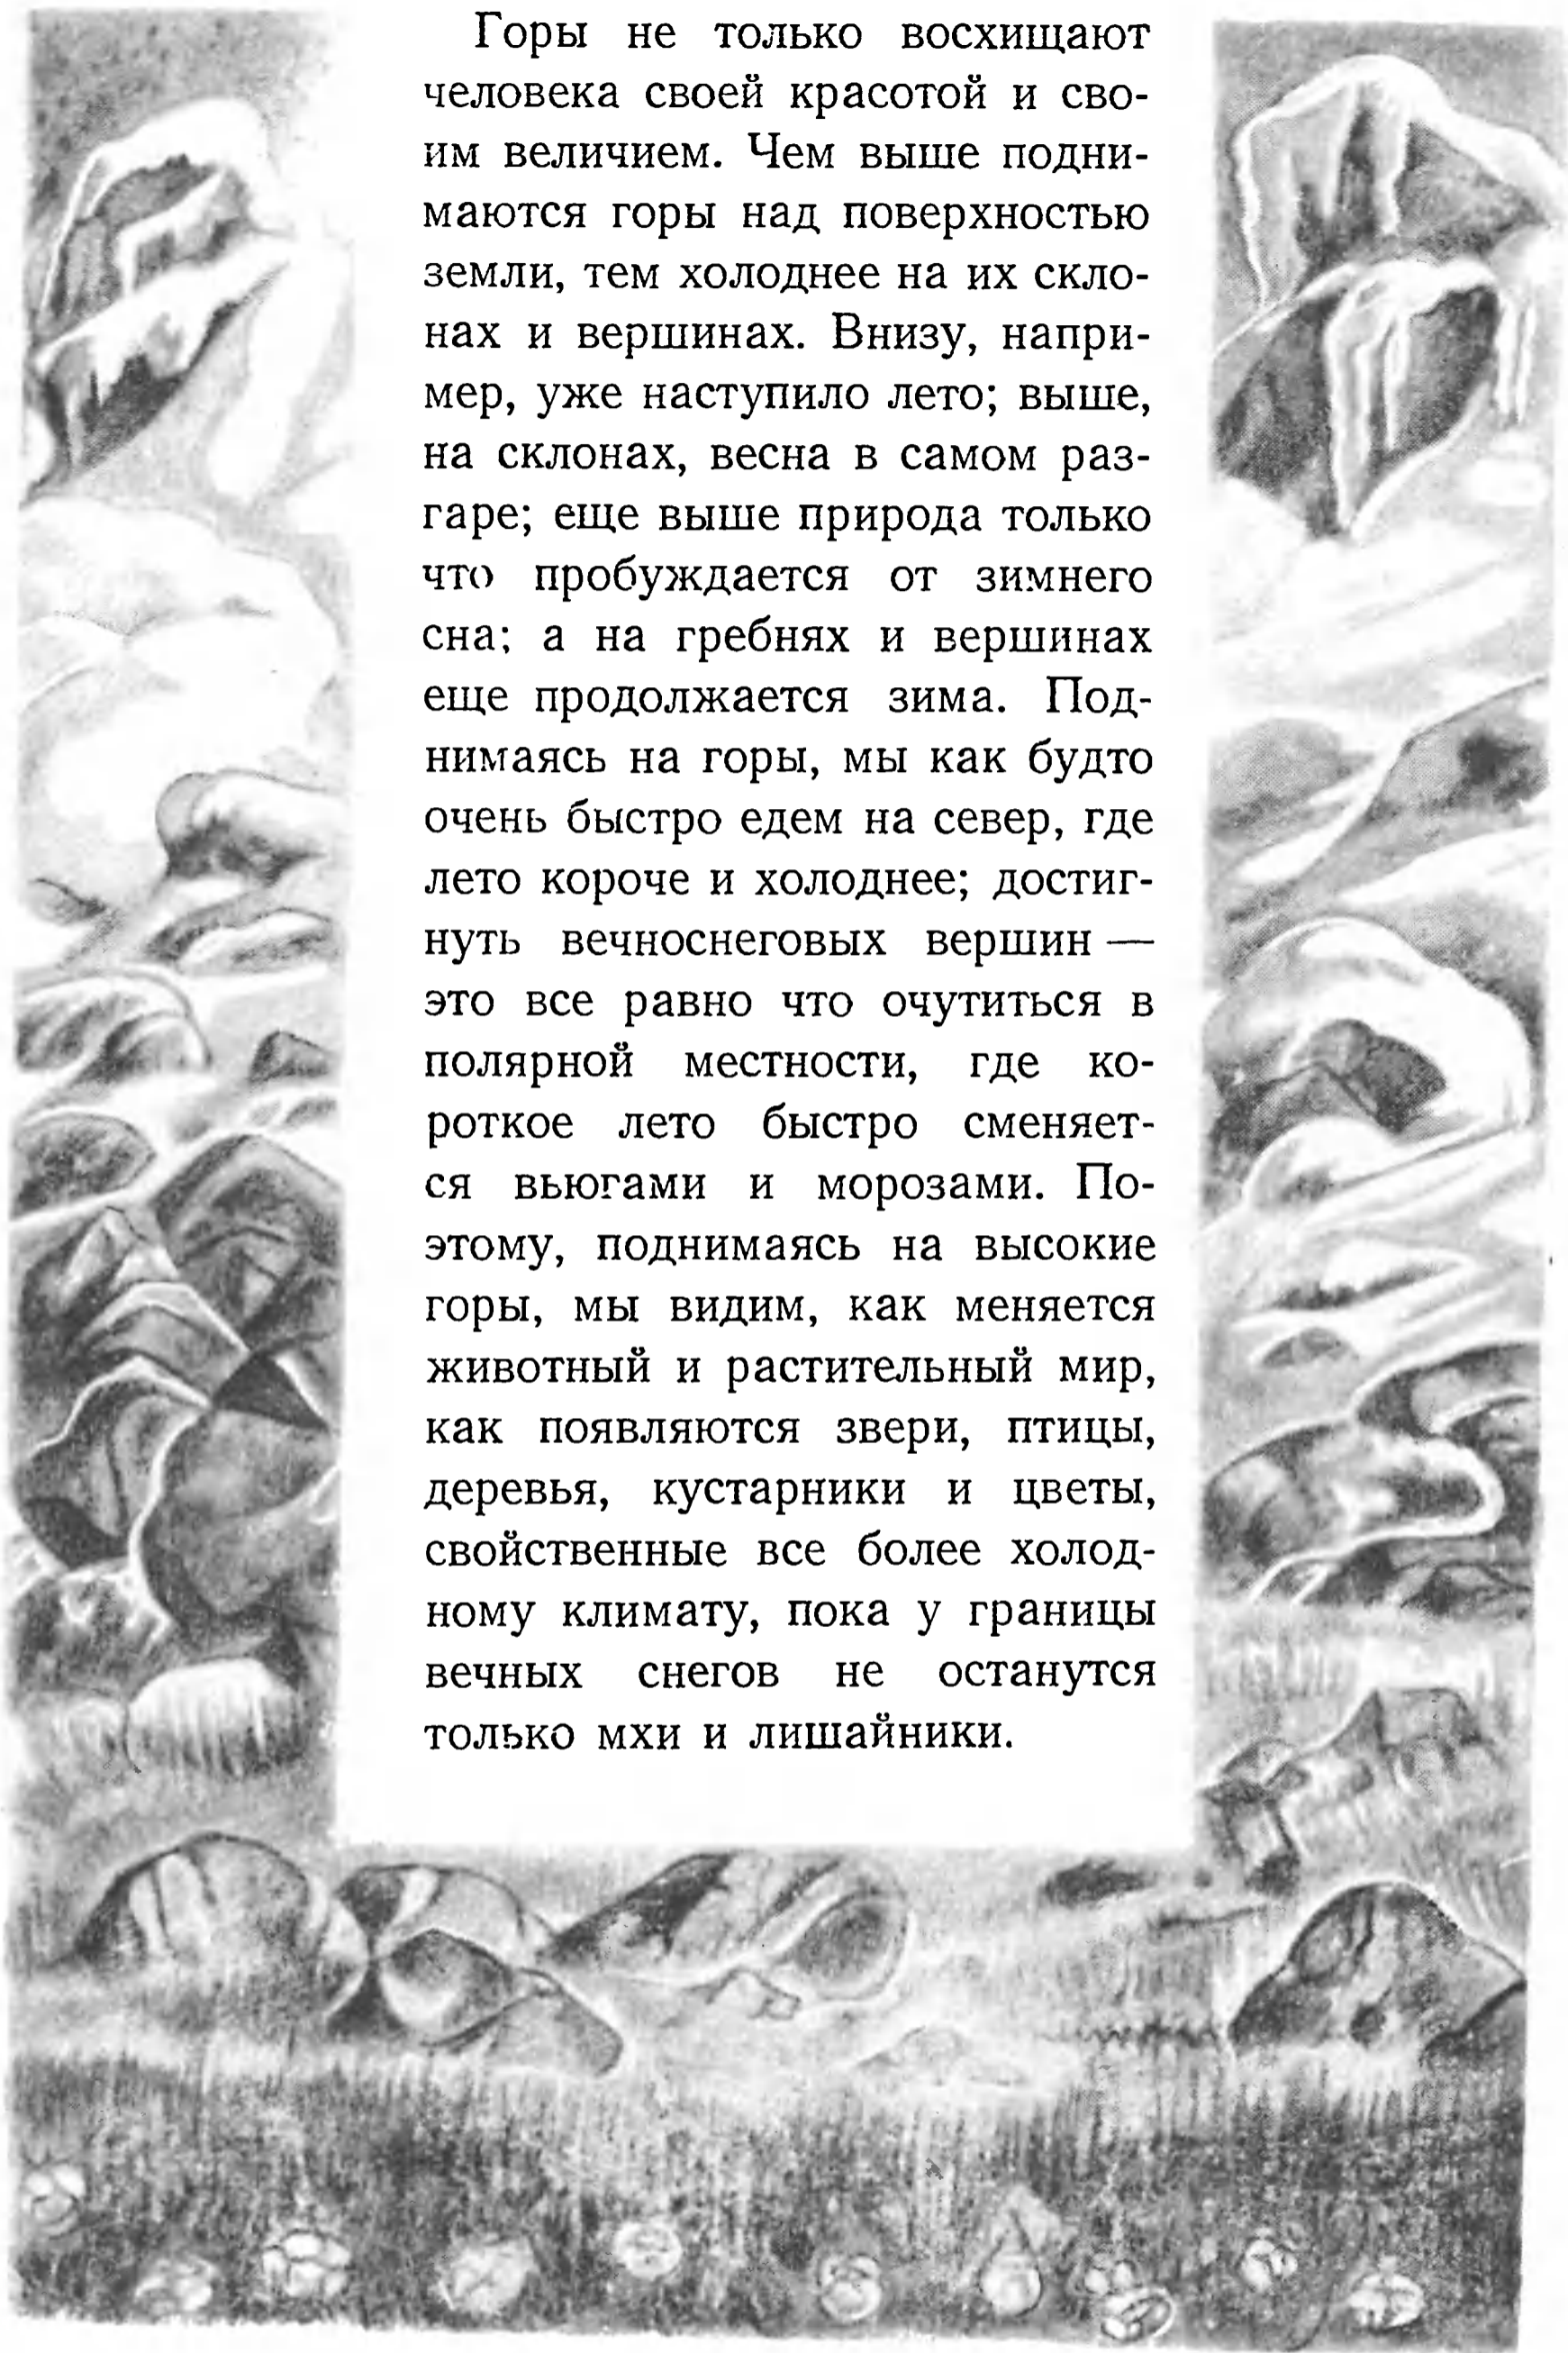 Горы не только восхищают
человека своей красотой и сво-
им величием. Чем выше подни-
маются горы над поверхностью
земли, тем холоднее на их скло-
нах и вершинах. Внизу, напри-
мер, уже наступило лето; выше,
на склонах, весна в самом раз-
гаре; еще выше природа только
что пробуждается от зимнего
сна; а на гребнях и вершинах
еще продолжается зима. Под-
нимаясь на горы, мы как будто
очень быстро едем на север, где
лето короче и холоднее; достиг-
нуть вечноснеговых вершин —
это все равно что очутиться в
полярной местности, где ко-
роткое лето быстро сменяет-
ся вьюгами и морозами. По-
этому, поднимаясь на высокие
горы, мы видим, как меняется
животный и растительный мир,
как появляются звери, птицы,
деревья, кустарники и цветы,
свойственные все более холод-
ному климату, пока у границы
вечных снегов не останутся
только мхи и лишайники.